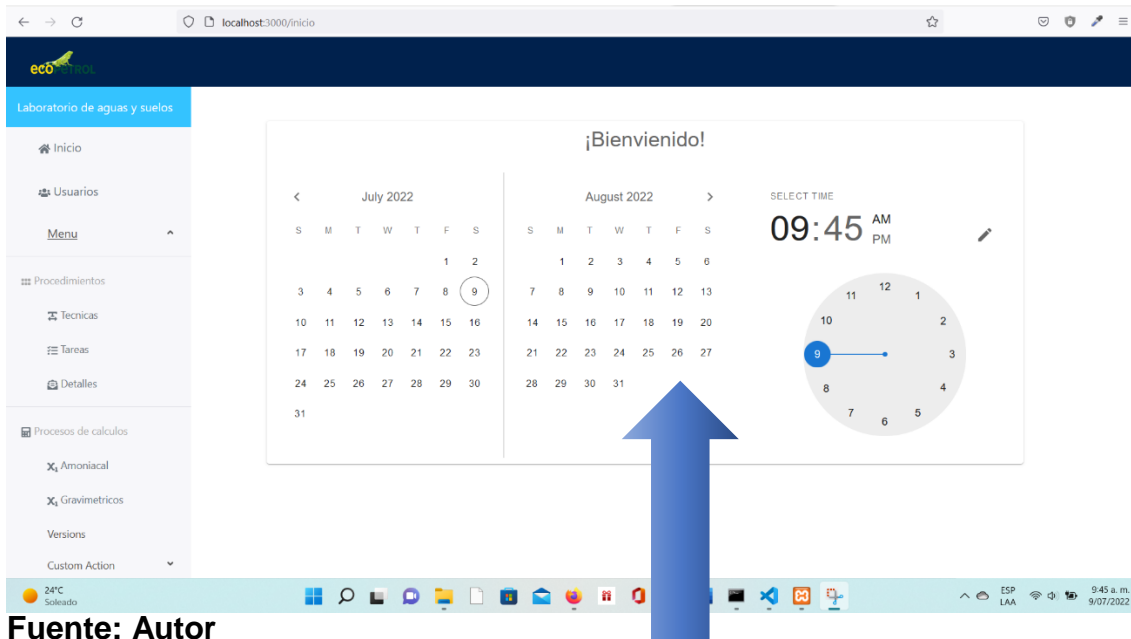 localhost:3000/inicio
ecoPETROL
Laboratorio de aguas y suelos
Inicio
Usuarios
Menu
Procedimientos
Tecnicas
Tareas
Detalles
Procesos de calculos
X₁ Amoniacal
X₁ Gravimetricos
Versions
Custom Action
¡Bienvienido!
July 2022
S M T W T F S
1 2
3 4 5 6 7 8 9
10 11 12 13 14 15 16
17 18 19 20 21 22 23
24 25 26 27 28 29 30
31
August 2022
S M T W T F S
1 2 3 4 5 6
7 8 9 10 11 12 13
14 15 16 17 18 19 20
21 22 23 24 25 26 27
28 29 30 31
SELECT TIME
09:45 AM
PM
12
1
2
3
4
5
6
7
8
9
10
11
24°C
Soleado
ESP
LAA
9:45 a. m.
9/07/2022
Fuente: Autor